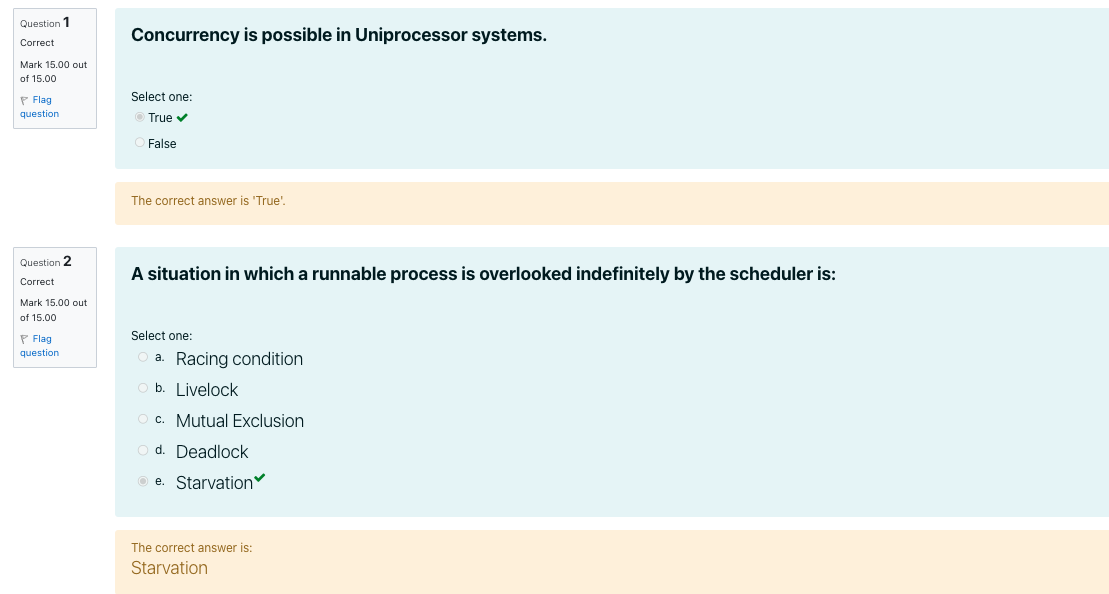 Question 1
Correct
Mark 15.00 out
of 15.00
Flag
question
Concurrency is possible in Uniprocessor systems.
Select one:
True
False
The correct answer is 'True'.
Question 2
Correct
Mark 15.00 out
of 15.00
Flag
question
A situation in which a runnable process is overlooked indefinitely by the scheduler is:
Select one:
a. Racing condition
b. Livelock
c. Mutual Exclusion
d. Deadlock
e. Starvation
The correct answer is:
Starvation